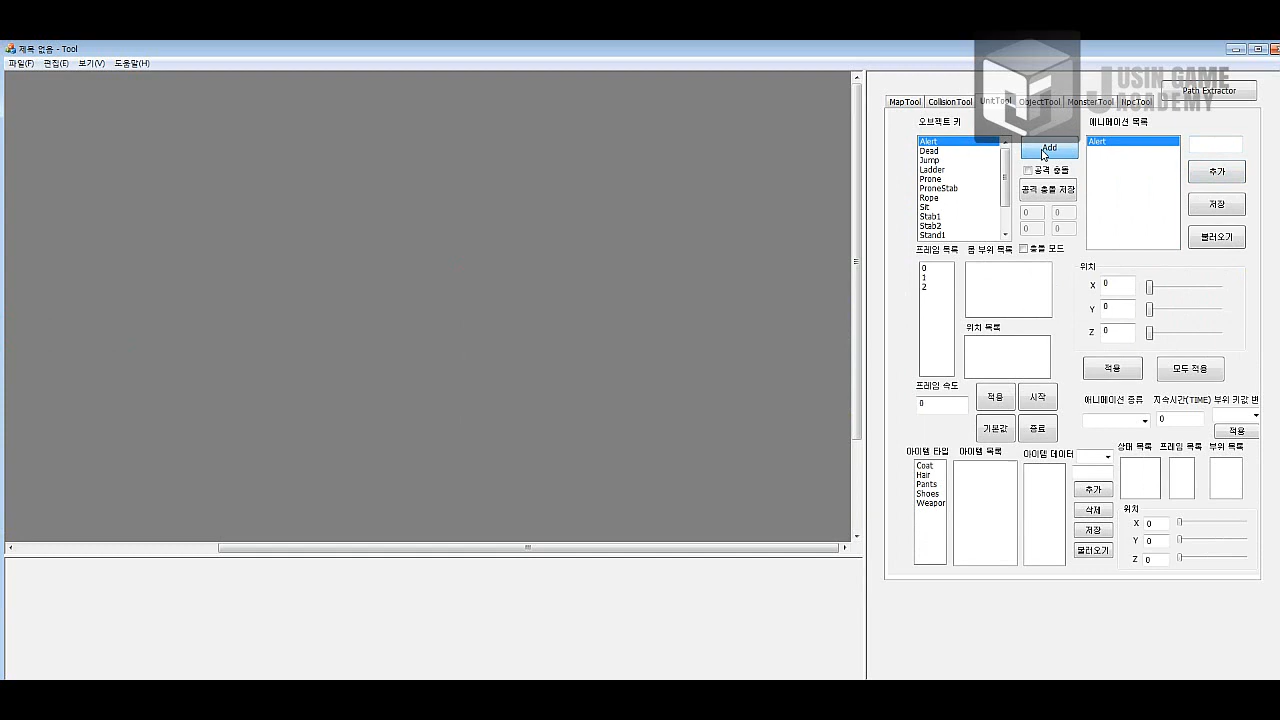 제목 없음 - Tool
파일(F) 편집(E) 보기(V) 도움말(H)
JUSIN GAME
ACADEMY
Path Extractor
MapTool CollisionTool UnitTool ObjectTool MonsterTool NpcTool
오브젝트 키
애니메이션 목록
Alert
Dead
Jump
Ladder
Prone
ProneStab
Rope
Sit
Stab1
Stab2
Stand1
Add
공격 충돌
공격 충돌 저장
0 0
0 0
Alert
추가
저장
불러오기
프레임 목록 몸 부위 목록 충돌 모드
0
1
2
위치 목록
위치
X 0
Y 0
Z 0
적용 모두 적용
프레임 속도
0
적용 시작
기본값 종료
애니메이션 종류 지속시간(TIME) 부위 키값 변
0
적용
아이템 타입 아이템 목록 아이템 데이터
Coat
Hair
Pants
Shoes
Weapor
추가
삭제
저장
불러오기
상태 목록 프레임 목록 부위 목록
위치
X 0
Y 0
Z 0